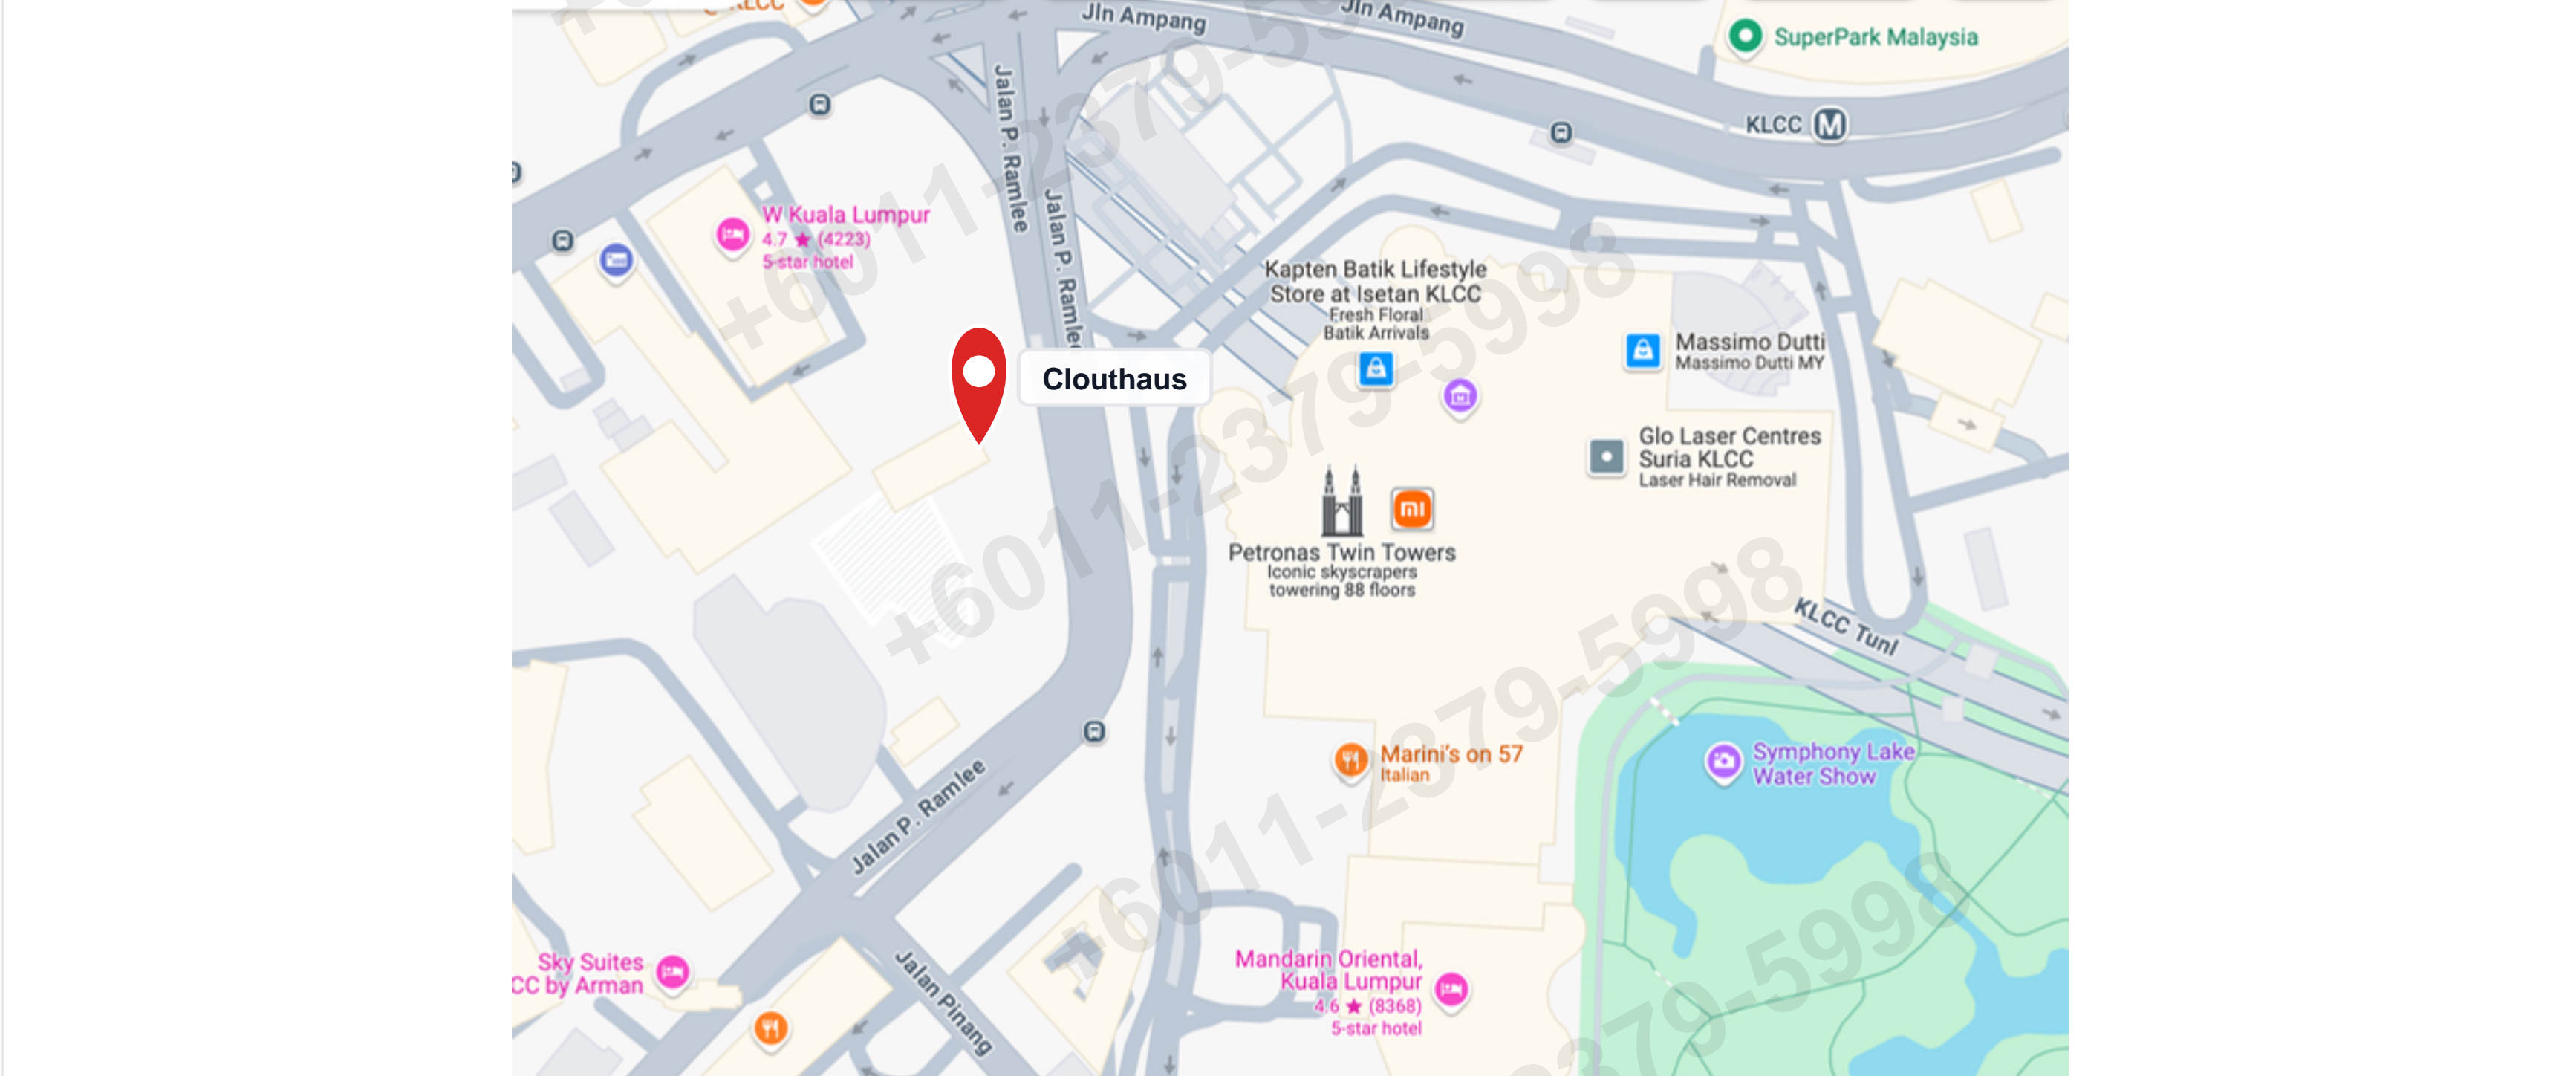 KLCC
Jln Ampang
Jln Ampang
SuperPark Malaysia
KLCC M
Jalan P. Ramlee
Jalan P. Ramlee
W Kuala Lumpur
4.7 ★ (4223)
5-star hotel
Kapten Batik Lifestyle
Store at Isetan KLCC
Fresh Floral
Batik Arrivals
Massimo Dutti
Massimo Dutti MY
Clouthaus
Glo Laser Centres
Suria KLCC
Laser Hair Removal
mi
Petronas Twin Towers
Iconic skyscrapers
towering 88 floors
KLCC Tunl
Marini's on 57
Italian
Symphony Lake
Water Show
Jalan P. Ramlee
Sky Suites
CC by Arman
Jalan Pinang
Mandarin Oriental,
Kuala Lumpur
4.6 ★ (8368)
5-star hotel
+6011-2379-59
+6011-2379-5998
+6011-2379-5998
+6011-2379-5998
2379-5998